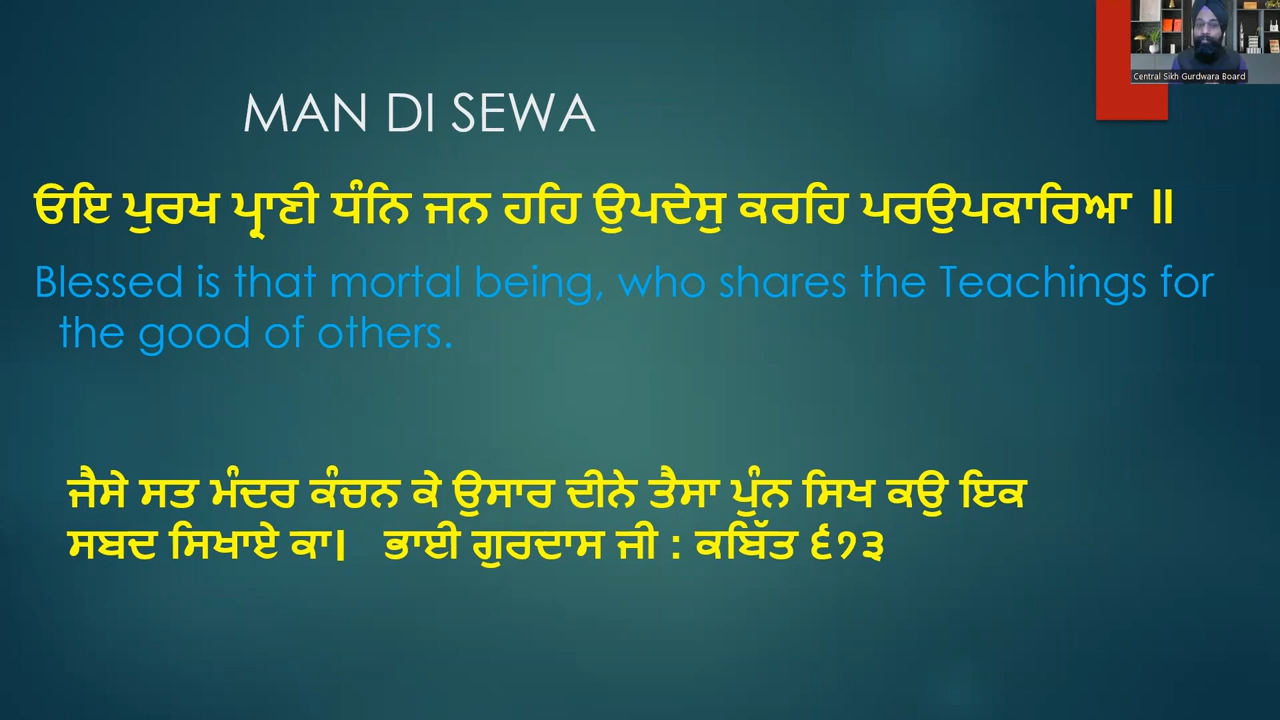 Central Sikh Gurdwara Board
MAN DI SEWA
ਓਇ ਪੁਰਖ ਪ੍ਰਾਣੀ ਧੰਨਿ ਜਨ ਹਹਿ ਉਪਦੇਸੁ ਕਰਹਿ ਪਰਉਪਕਾਰਿਆ ॥
Blessed is that mortal being, who shares the Teachings for
the good of others.
ਜੈਸੇ ਸਤ ਮੰਦਰ ਕੰਚਨ ਕੇ ਉਸਾਰ ਦੀਨੇ ਤੈਸਾ ਪੁੰਨ ਸਿਖ ਕਉ ਇਕ
ਸਬਦ ਸਿਖਾਏ ਕਾ। ਭਾਈ ਗੁਰਦਾਸ ਜੀ : ਕਬਿੱਤ ੬੭੩